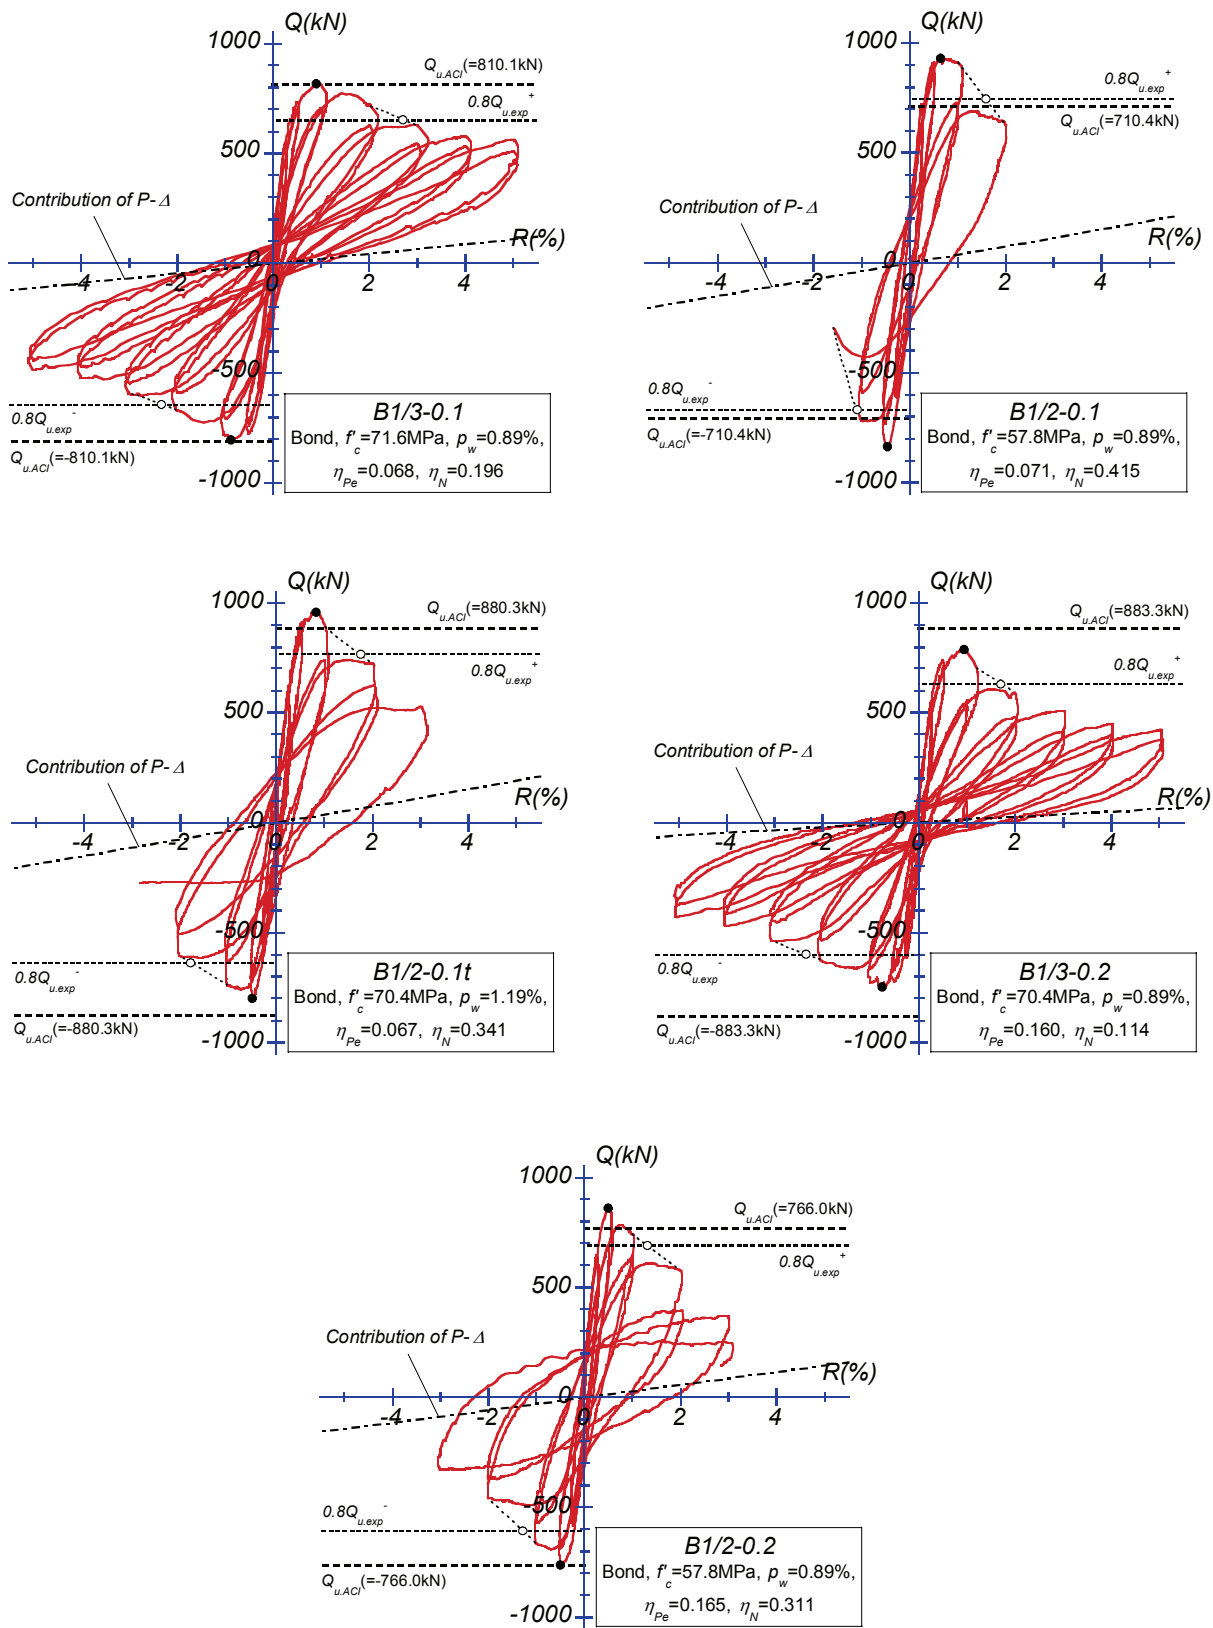 Q(kN)
1000
Q_u.ACI(=810.1kN)
0.8Q_u.exp^+
500
Contribution of P-Δ
R(%)
0
-4 -2 0 2 4
-500
0.8Q_u.exp^-
Q_u.ACI(=-810.1kN)
-1000
B1/3-0.1
Bond, f'_c=71.6MPa, p_w=0.89%,
η_Pe=0.068, η_N=0.196
Q(kN)
1000
0.8Q_u.exp^+
Q_u.ACI(=710.4kN)
500
Contribution of P-Δ
R(%)
0
-4 -2 0 2 4
-500
0.8Q_u.exp^-
Q_u.ACI(=-710.4kN)
-1000
B1/2-0.1
Bond, f'_c=57.8MPa, p_w=0.89%,
η_Pe=0.071, η_N=0.415
Q(kN)
1000
Q_u.ACI(=880.3kN)
0.8Q_u.exp^+
500
Contribution of P-Δ
R(%)
0
-4 -2 0 2 4
-500
0.8Q_u.exp^-
Q_u.ACI(=-880.3kN)
-1000
B1/2-0.1t
Bond, f'_c=70.4MPa, p_w=1.19%,
η_Pe=0.067, η_N=0.341
Q(kN)
1000
Q_u.ACI(=883.3kN)
0.8Q_u.exp^+
500
Contribution of P-Δ
R(%)
0
-4 -2 0 2 4
-500
0.8Q_u.exp^-
Q_u.ACI(=-883.3kN)
-1000
B1/3-0.2
Bond, f'_c=70.4MPa, p_w=0.89%,
η_Pe=0.160, η_N=0.114
Q(kN)
1000
Q_u.ACI(=766.0kN)
0.8Q_u.exp^+
500
Contribution of P-Δ
R(%)
0
-4 -2 0 2 4
-500
0.8Q_u.exp^-
Q_u.ACI(=-766.0kN)
-1000
B1/2-0.2
Bond, f'_c=57.8MPa, p_w=0.89%,
η_Pe=0.165, η_N=0.311